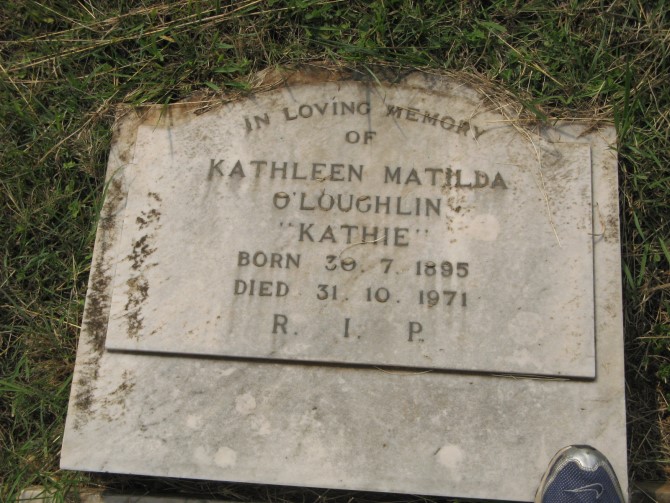 IN LOVING MEMORY
OF
KATHLEEN MATILDA
O'LOUGHLIN
"KATHIE"
BORN 30. 7. 1895
DIED 31. 10. 1971
R. I. P.